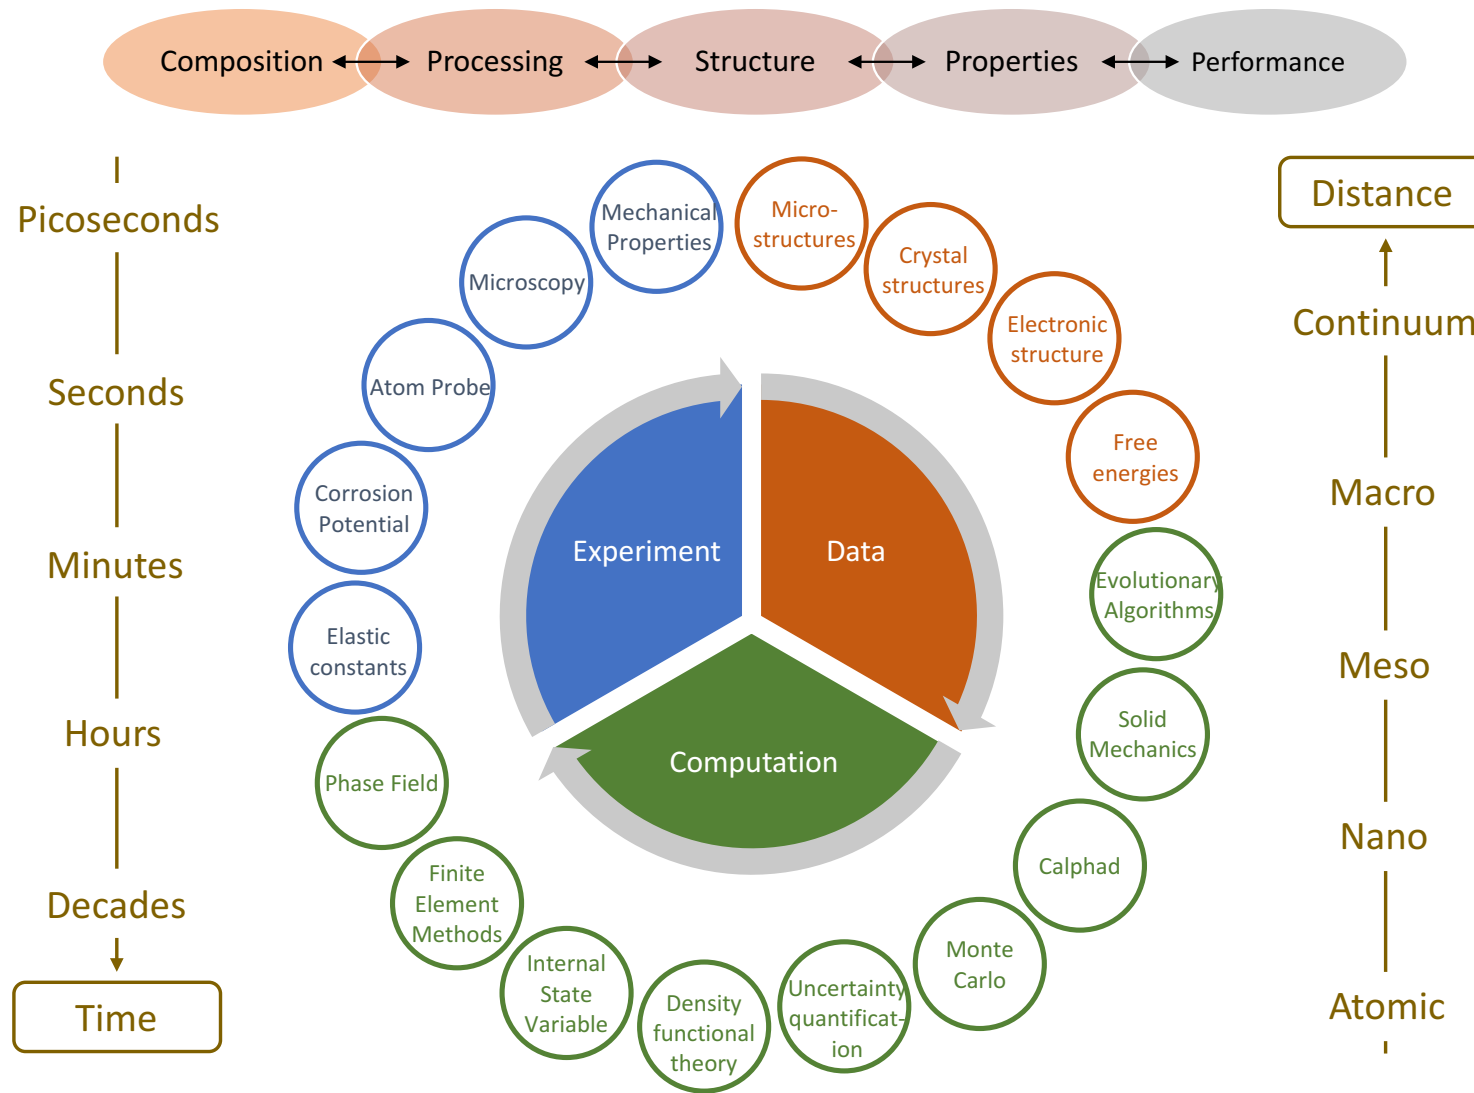 Composition
Processing
Structure
Properties
Performance
Picoseconds
Seconds
Minutes
Hours
Decades
Time
Mechanical
Properties
Microscopy
Atom Probe
Corrosion
Potential
Elastic
constants
Micro-
structures
Crystal
structures
Electronic
structure
Free
energies
Experiment
Data
Computation
Evolutionary
Algorithms
Solid
Mechanics
Calphad
Monte
Carlo
Uncertainty
quantificat-
ion
Density
functional
theory
Internal
State
Variable
Finite
Element
Methods
Phase Field
Distance
Continuum
Macro
Meso
Nano
Atomic